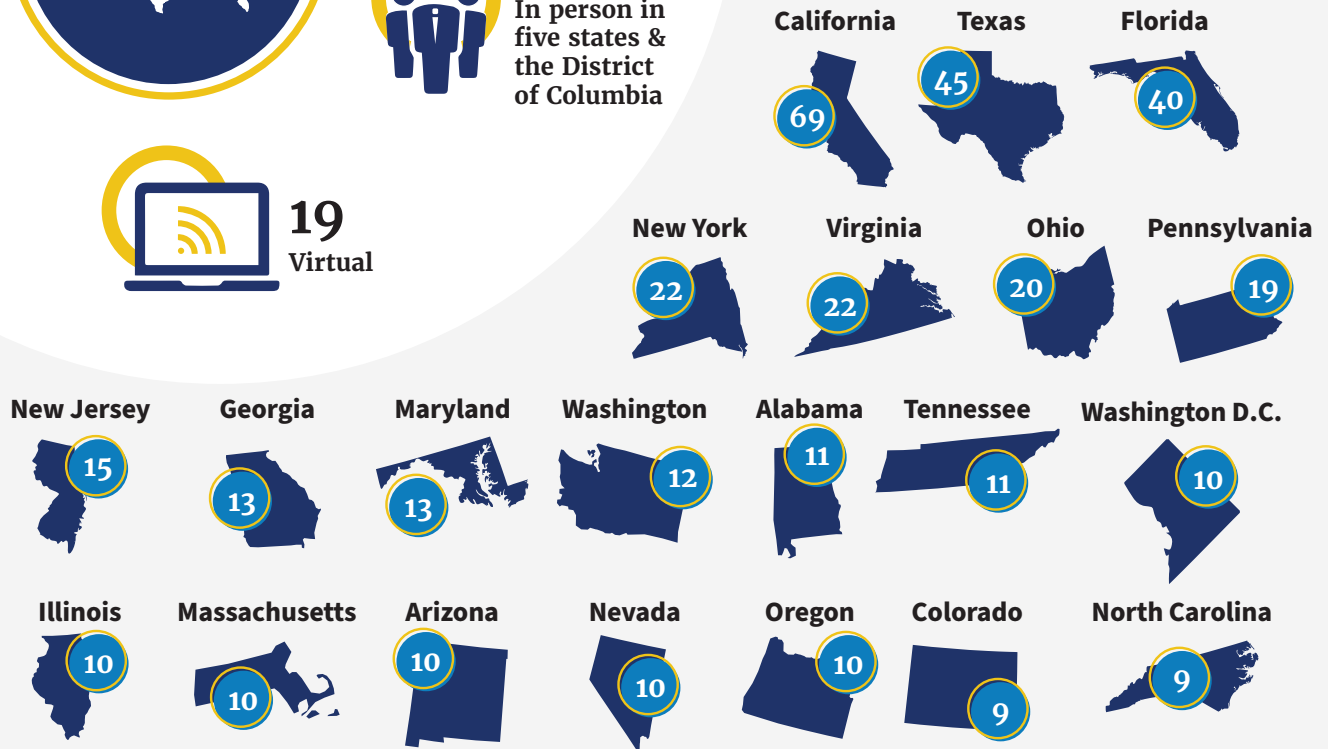 In person in
five states &
the District
of Columbia
19
Virtual
California
69
Texas
45
Florida
40
New York
22
Virginia
22
Ohio
20
Pennsylvania
19
New Jersey
15
Georgia
13
Maryland
13
Washington
12
Alabama
11
Tennessee
11
Washington D.C.
10
Illinois
10
Massachusetts
10
Arizona
10
Nevada
10
Oregon
10
Colorado
9
North Carolina
9